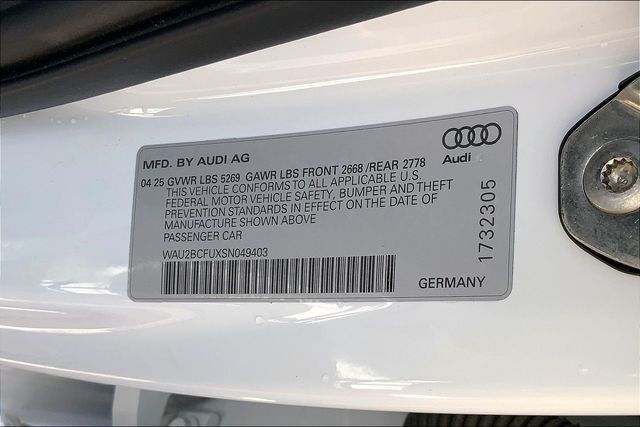 MFD. BY AUDI AG
Audi
04 25 GVWR LBS 5269 GAWR LBS FRONT 2668 /REAR 2778
THIS VEHICLE CONFORMS TO ALL APPLICABLE U.S.
FEDERAL MOTOR VEHICLE SAFETY, BUMPER AND THEFT
PREVENTION STANDARDS IN EFFECT ON THE DATE OF
MANUFACTURE SHOWN ABOVE
PASSENGER CAR
WAU2BCFUXSN049403
GERMANY
1732305